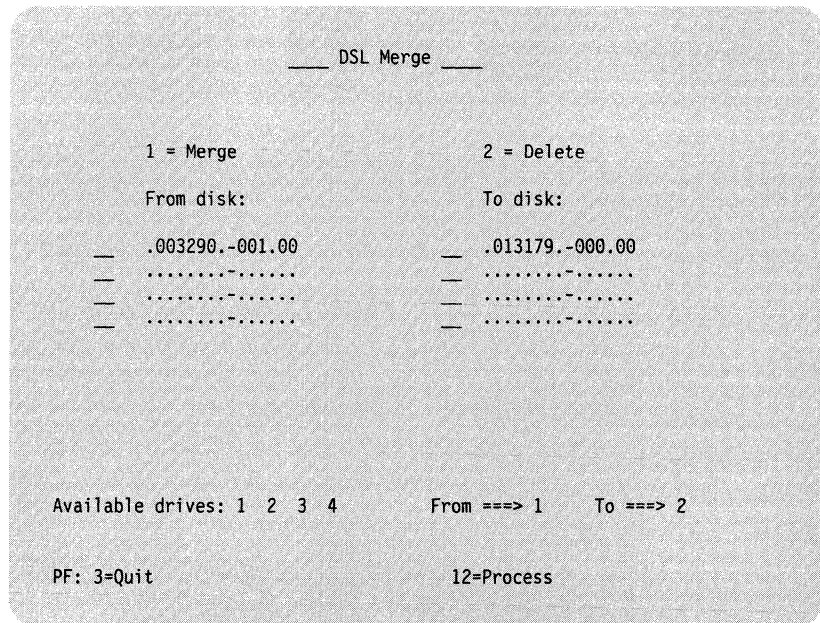 ____ DSL Merge ____
1 = Merge 2 = Delete
From disk: To disk:
__ .003290.-001.00 __ .013179.-000.00
__ ........-...... __ ........-......
__ ........-...... __ ........-......
__ ........-...... __ ........-......
Available drives: 1 2 3 4 From ===> 1 To ===> 2
PF: 3=Quit 12=Process